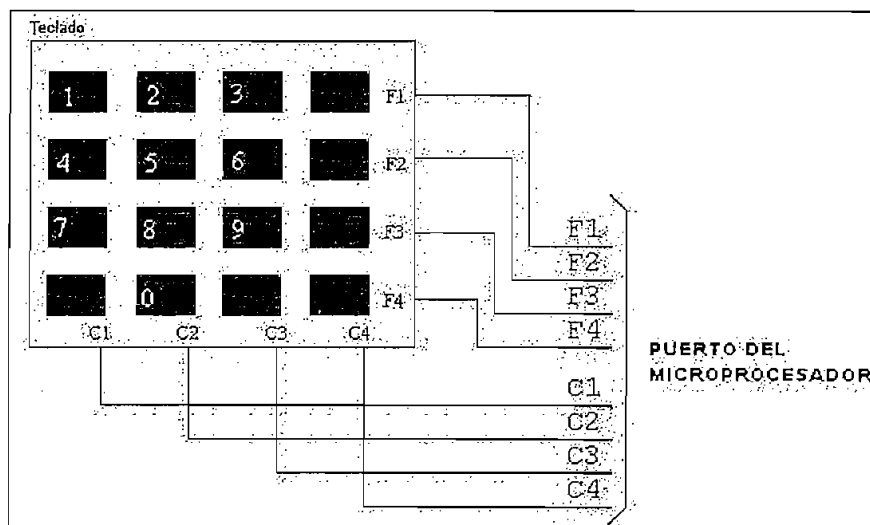 Teclado
1 2 3 F1
4 5 6 F2
7 8 9 F3
0 F4
C1 C2 C3 C4
F1
F2
F3
F4
C1
C2
C3
C4
PUERTO DEL
MICROPROCESADOR